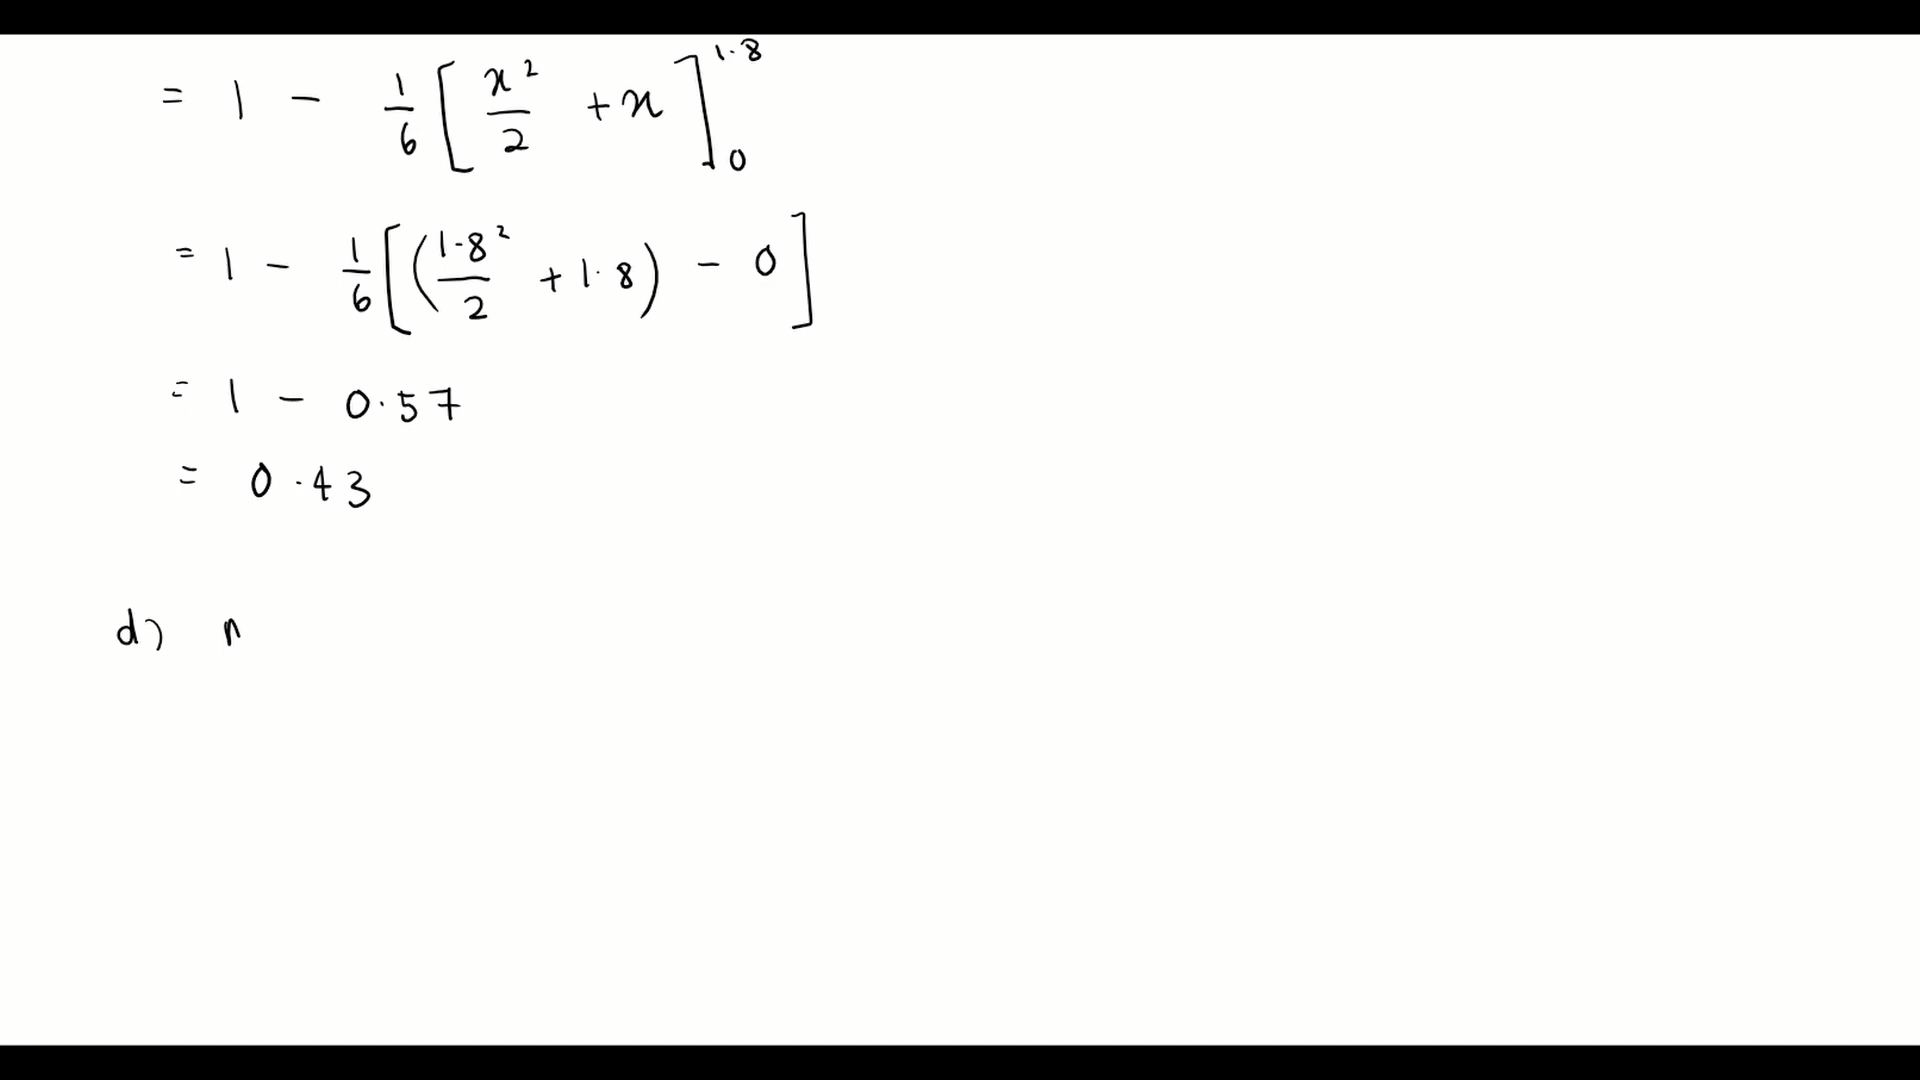 = 1 - 1/6 [ x²/2 + x ]₀^1.8
= 1 - 1/6 [ ( 1.8²/2 + 1.8 ) - 0 ]
= 1 - 0.57
= 0.43
d) n